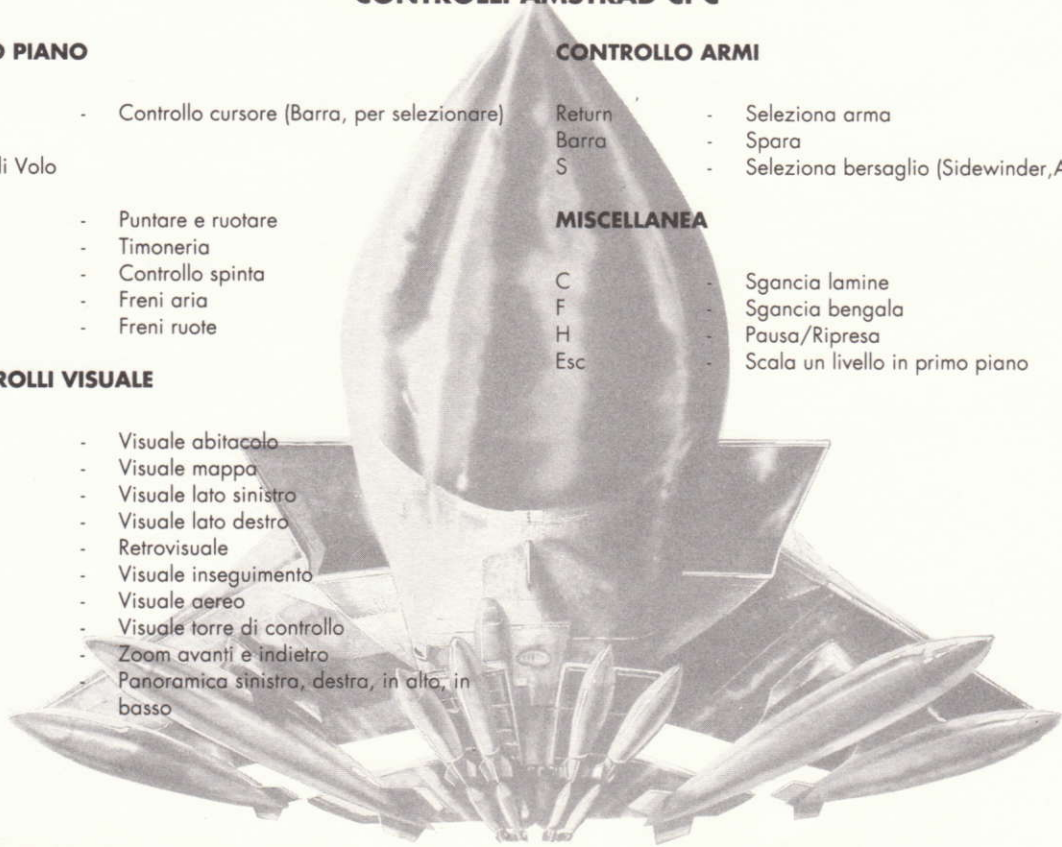 CONTROLLI AMSTRAD CPC
PIANO
- Controllo cursore (Barra, per selezionare)
di Volo
- Puntare e ruotare
- Timoneria
- Controllo spinta
- Freni aria
- Freni ruote
ROLLI VISUALE
- Visuale abitacolo
- Visuale mappa
- Visuale lato sinistro
- Visuale lato destro
- Retrovisuale
- Visuale inseguimento
- Visuale aereo
- Visuale torre di controllo
- Zoom avanti e indietro
- Panoramica sinistra, destra, in alto, in
basso
CONTROLLO ARMI
Return - Seleziona arma
Barra - Spara
S - Seleziona bersaglio (Sidewinder,A
MISCELLANEA
C - Sgancia lamine
F - Sgancia bengala
H - Pausa/Ripresa
Esc - Scala un livello in primo piano